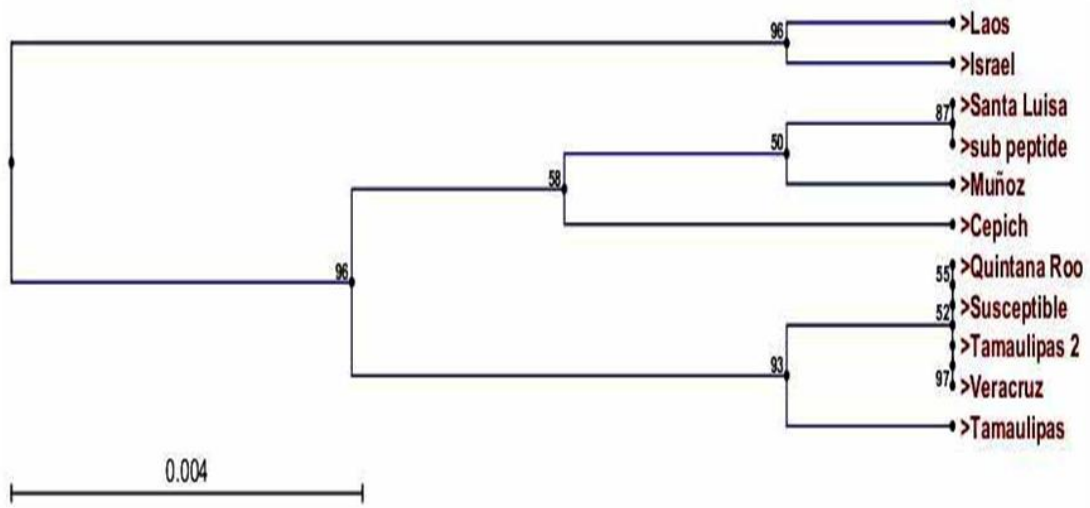 96
>Laos
>Israel
>Santa Luisa
87
>sub peptide
50
>Muñoz
58
>Cepich
96
>Quintana Roo
55
>Susceptible
52
>Tamaulipas 2
93
97
>Veracruz
>Tamaulipas
0.004